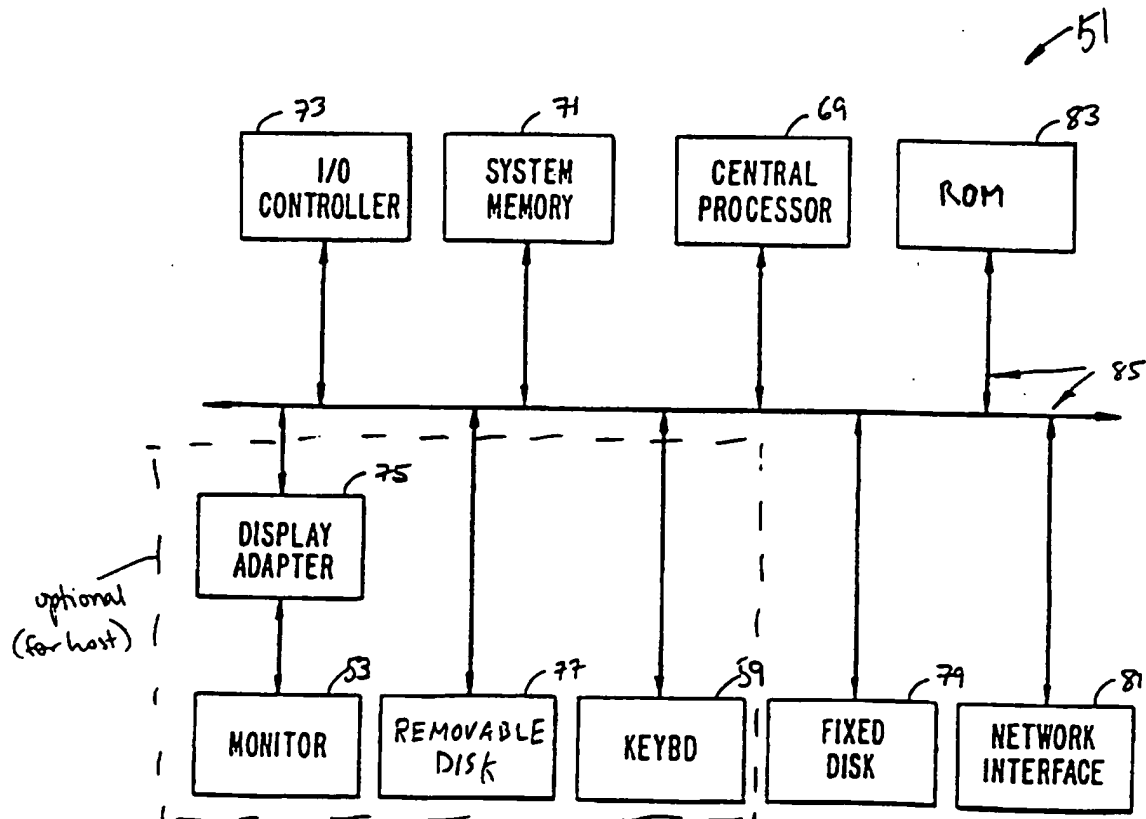 51
73
71
69
83
I/O
CONTROLLER
SYSTEM
MEMORY
CENTRAL
PROCESSOR
ROM
85
75
DISPLAY
ADAPTER
optional
(for host)
53
77
59
79
81
MONITOR
REMOVABLE
DISK
KEYBD
FIXED
DISK
NETWORK
INTERFACE